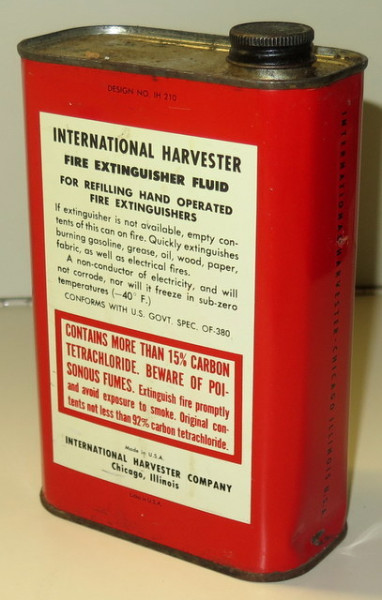 DESIGN NO. IH 210
INTERNATIONAL HARVESTER
FIRE EXTINGUISHER FLUID
FOR REFILLING HAND OPERATED
FIRE EXTINGUISHERS
If extinguisher is not available, empty con-
tents of this can on fire. Quickly extinguishes
burning gasoline, grease, oil, wood, paper,
fabric, as well as electrical fires.
A non-conductor of electricity, and will
not corrode, nor will it freeze in sub-zero
temperatures (—40° F.)
CONFORMS WITH U.S. GOVT. SPEC. OF-380
CONTAINS MORE THAN 15% CARBON
TETRACHLORIDE. BEWARE OF POI-
SONOUS FUMES. Extinguish fire promptly
and avoid exposure to smoke. Original con-
tents not less than 92% carbon tetrachloride.
Made in U.S.A.
INTERNATIONAL HARVESTER COMPANY
Chicago, Illinois
INTERNATIONAL HARVESTER-CHICAGO, ILLINOIS U.S.A.